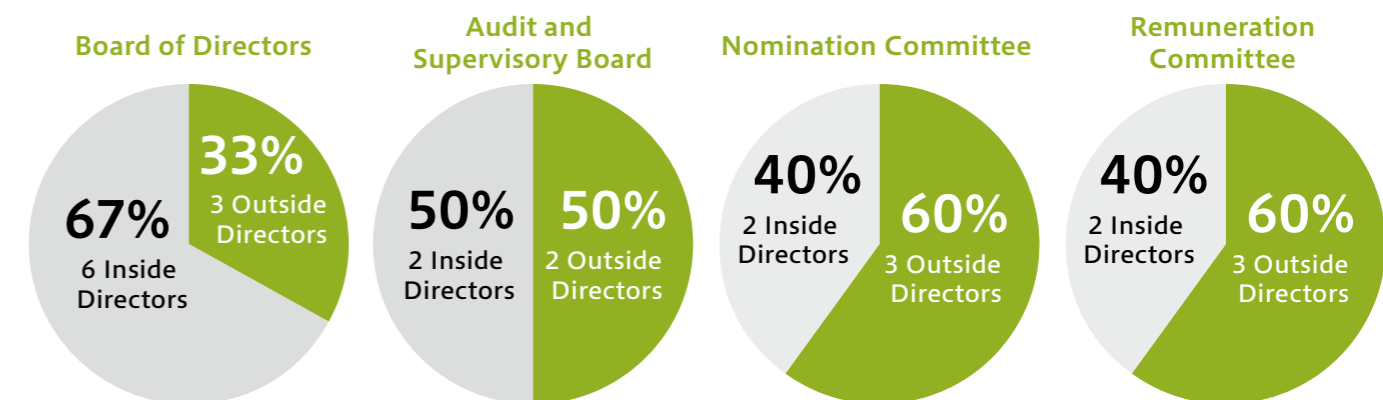 Board of Directors
33%
3 Outside
Directors
67%
6 Inside
Directors
Audit and
Supervisory Board
50%
2 Inside
Directors
50%
2 Outside
Directors
Nomination Committee
40%
2 Inside
Directors
60%
3 Outside
Directors
Remuneration
Committee
40%
2 Inside
Directors
60%
3 Outside
Directors